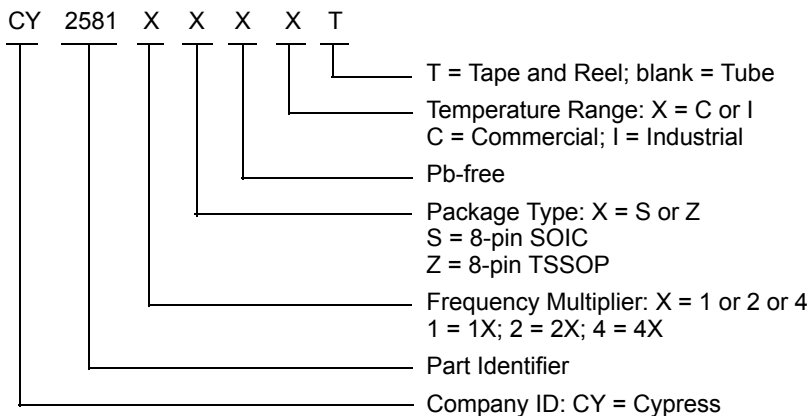 CY 2581 X X X X T
T = Tape and Reel; blank = Tube
Temperature Range: X = C or I
C = Commercial; I = Industrial
Pb-free
Package Type: X = S or Z
S = 8-pin SOIC
Z = 8-pin TSSOP
Frequency Multiplier: X = 1 or 2 or 4
1 = 1X; 2 = 2X; 4 = 4X
Part Identifier
Company ID: CY = Cypress